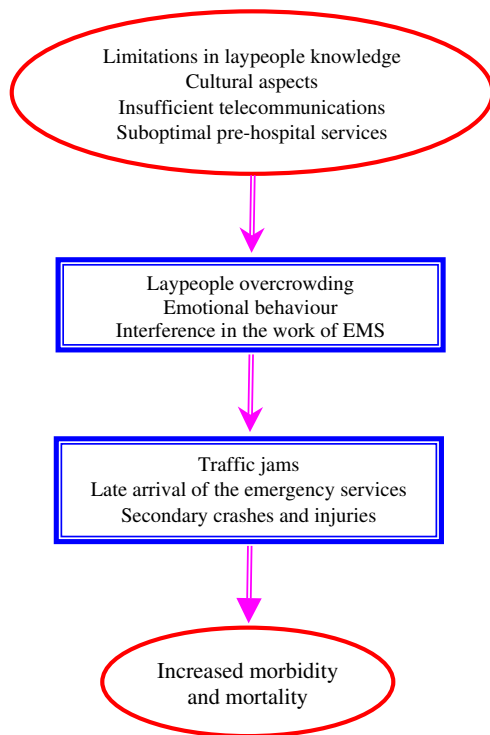 Limitations in laypeople knowledge
Cultural aspects
Insufficient telecommunications
Suboptimal pre-hospital services
Laypeople overcrowding
Emotional behaviour
Interference in the work of EMS
Traffic jams
Late arrival of the emergency services
Secondary crashes and injuries
Increased morbidity
and mortality